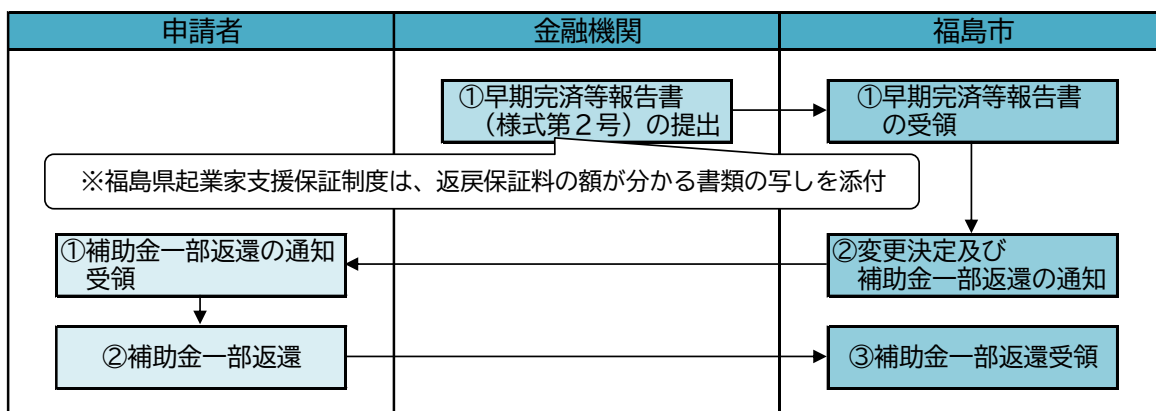 申請者
金融機関
福島市
①早期完済等報告書
（様式第２号）の提出
①早期完済等報告書
の受領
※福島県起業家支援保証制度は、返戻保証料の額が分かる書類の写しを添付
①補助金一部返還の通知
受領
②変更決定及び
補助金一部返還の通知
②補助金一部返還
③補助金一部返還受領